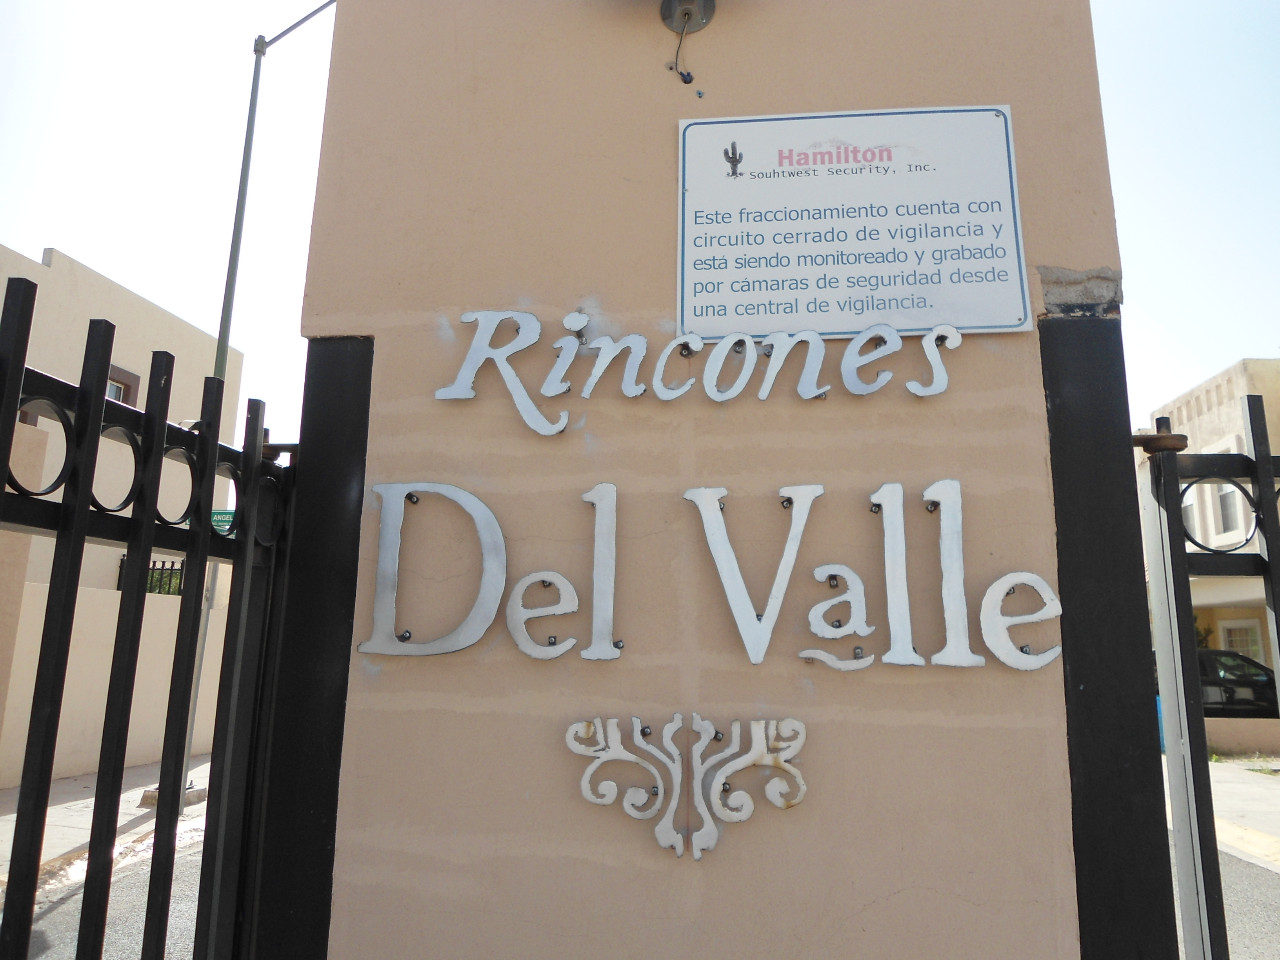 Hamilton
Souhtwest Security, Inc.
Este fraccionamiento cuenta con
circuito cerrado de vigilancia y
está siendo monitoreado y grabado
por cámaras de seguridad desde
una central de vigilancia.
Rincones
Del Valle
ANGEL